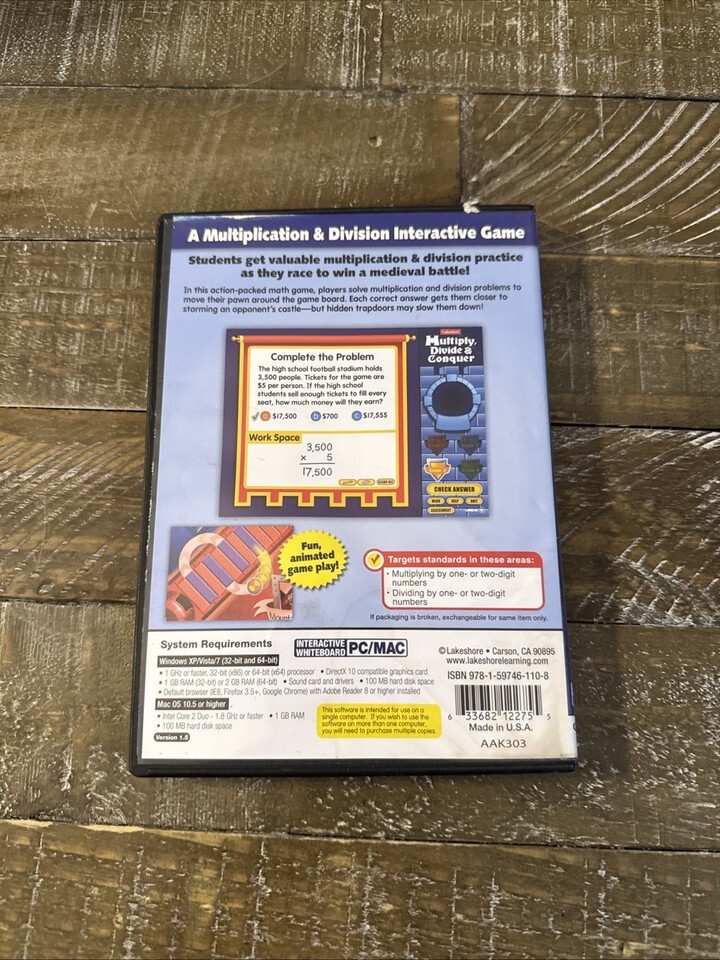 A Multiplication & Division Interactive Game
Students get valuable multiplication & division practice
as they race to win a medieval battle!
In this action-packed math game, players solve multiplication and division problems to
move their pawn around the game board. Each correct answer gets them closer to
storming an opponent's castle—but hidden trapdoors may slow them down!
Lakeshore
Multiply,
Divide &
Conquer
Complete the Problem
The high school football stadium holds
3,500 people. Tickets for the game are
$5 per person. If the high school
students sell enough tickets to fill every
seat, how much money will they earn?
a $17,500 b $700 c $17,555
Work Space
3,500
× 5
17,500
CHECK ANSWER
HELP
QUIT
ASSESSMENT
Fun,
animated
game play!
Targets standards in these areas:
• Multiplying by one- or two-digit
numbers
• Dividing by one- or two-digit
numbers
If packaging is broken, exchangeable for same item only.
System Requirements
INTERACTIVE
WHITEBOARD
PC/MAC
Windows XP/Vista/7 (32-bit and 64-bit)
• 1 GHz or faster, 32-bit (x86) or 64-bit (x64) processor • DirectX 10 compatible graphics card
• 1 GB RAM (32-bit) or 2 GB RAM (64-bit) • Sound card and drivers • 100 MB hard disk space
• Default browser (IE8, Firefox 3.5+, Google Chrome) with Adobe Reader 8 or higher installed
Mac OS 10.5 or higher
• Intel Core 2 Duo - 1.8 GHz or faster • 1 GB RAM
• 100 MB hard disk space
Version 1.5
This software is intended for use on a
single computer. If you wish to use the
software on more than one computer,
you will need to purchase multiple copies.
© Lakeshore • Carson, CA 90895
www.lakeshorelearning.com
ISBN 978-1-59746-110-8
6 33682 12275 5
Made in U.S.A.
AAK303